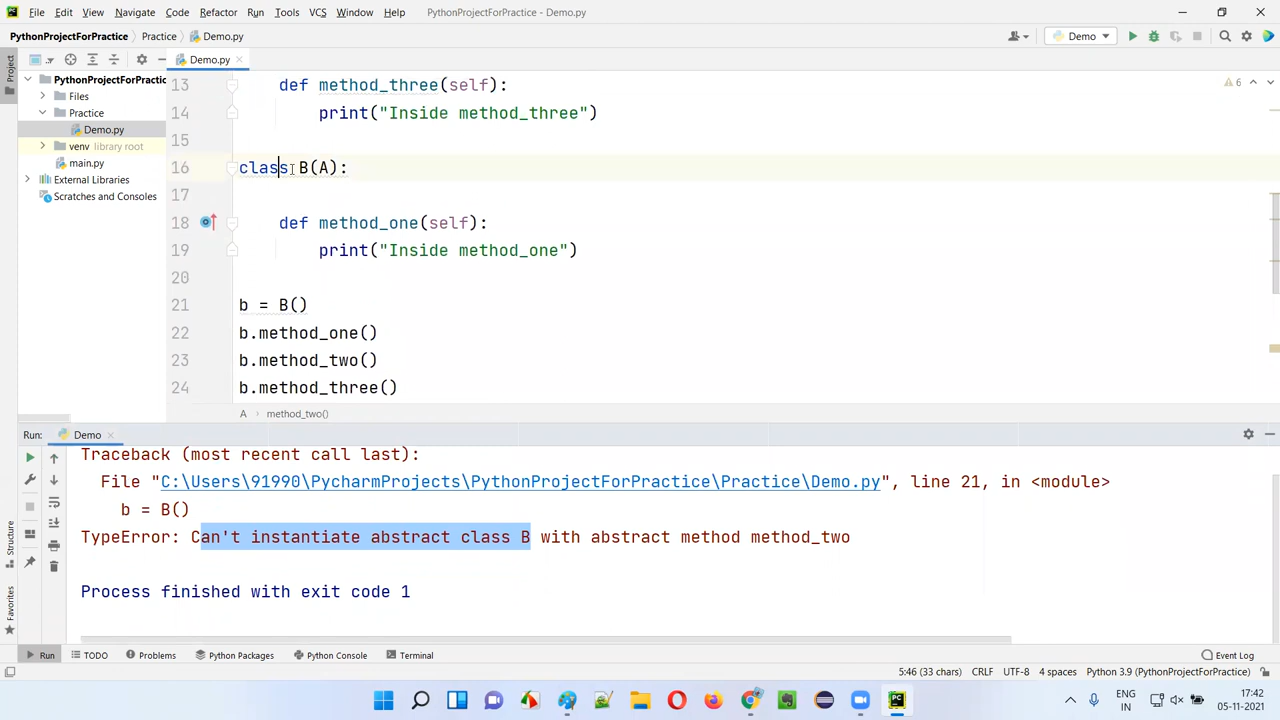 File Edit View Navigate Code Refactor Run Tools VCS Window Help PythonProjectForPractice - Demo.py
PythonProjectForPractice Practice Demo.py Demo
Project
Demo.py
PythonProjectForPractic
Files
Practice
Demo.py
venv library root
main.py
External Libraries
Scratches and Consoles
6
13 def method_three(self):
14 print("Inside method_three")
15
16 class B(A):
17
18 def method_one(self):
19 print("Inside method_one")
20
21 b = B()
22 b.method_one()
23 b.method_two()
24 b.method_three()
A method_two()
Run: Demo
Traceback (most recent call last):
File "C:\Users\91990\PycharmProjects\PythonProjectForPractice\Practice\Demo.py", line 21, in <module>
b = B()
TypeError: Can't instantiate abstract class B with abstract method method_two
Process finished with exit code 1
Structure
Favorites
Run TODO Problems Python Packages Python Console Terminal Event Log
5:46 (33 chars) CRLF UTF-8 4 spaces Python 3.9 (PythonProjectForPractice)
ENG
IN
17:42
05-11-2021